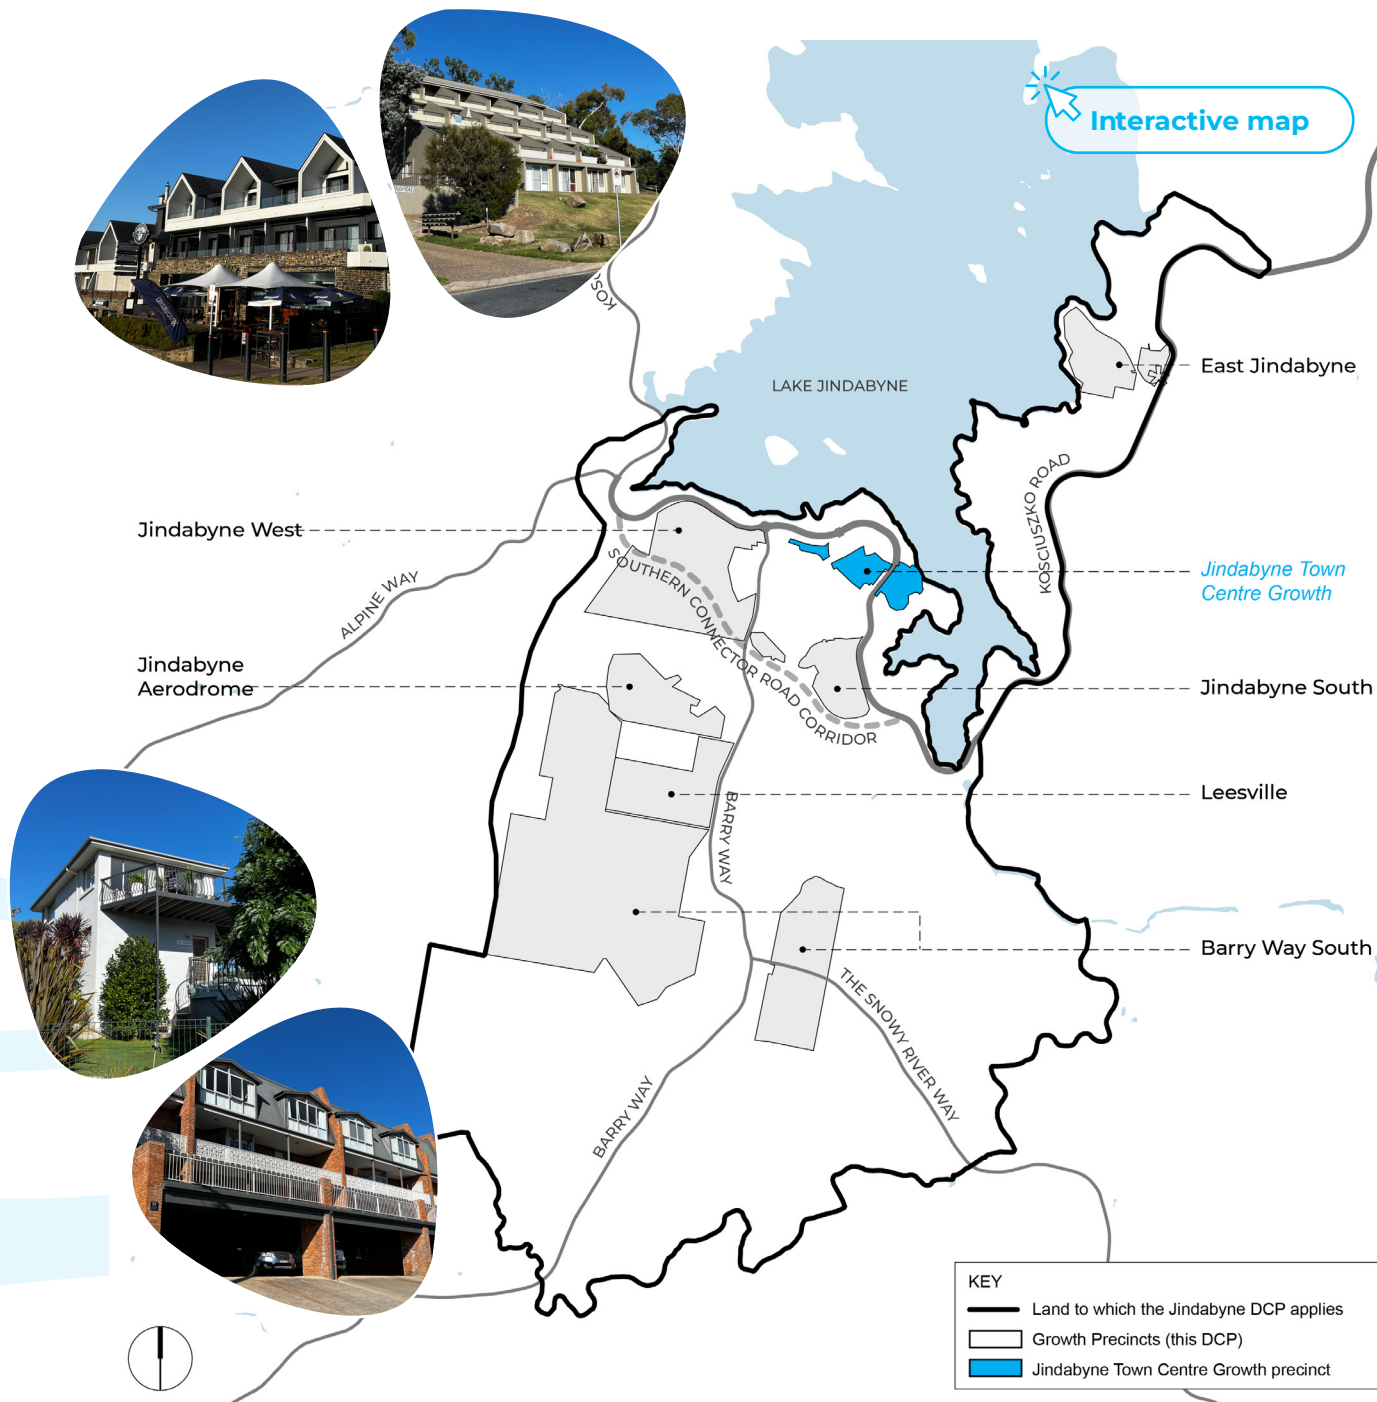 Interactive map
KOSC
LAKE JINDABYNE
East Jindabyne
KOSCIUSZKO ROAD
Jindabyne West
SOUTHERN CONNECTOR ROAD CORRIDOR
Jindabyne Town
Centre Growth
ALPINE WAY
Jindabyne
Aerodrome
Jindabyne South
Leesville
BARRY WAY
Barry Way South
THE SNOWY RIVER WAY
BARRY WAY
KEY
Land to which the Jindabyne DCP applies
Growth Precincts (this DCP)
Jindabyne Town Centre Growth precinct